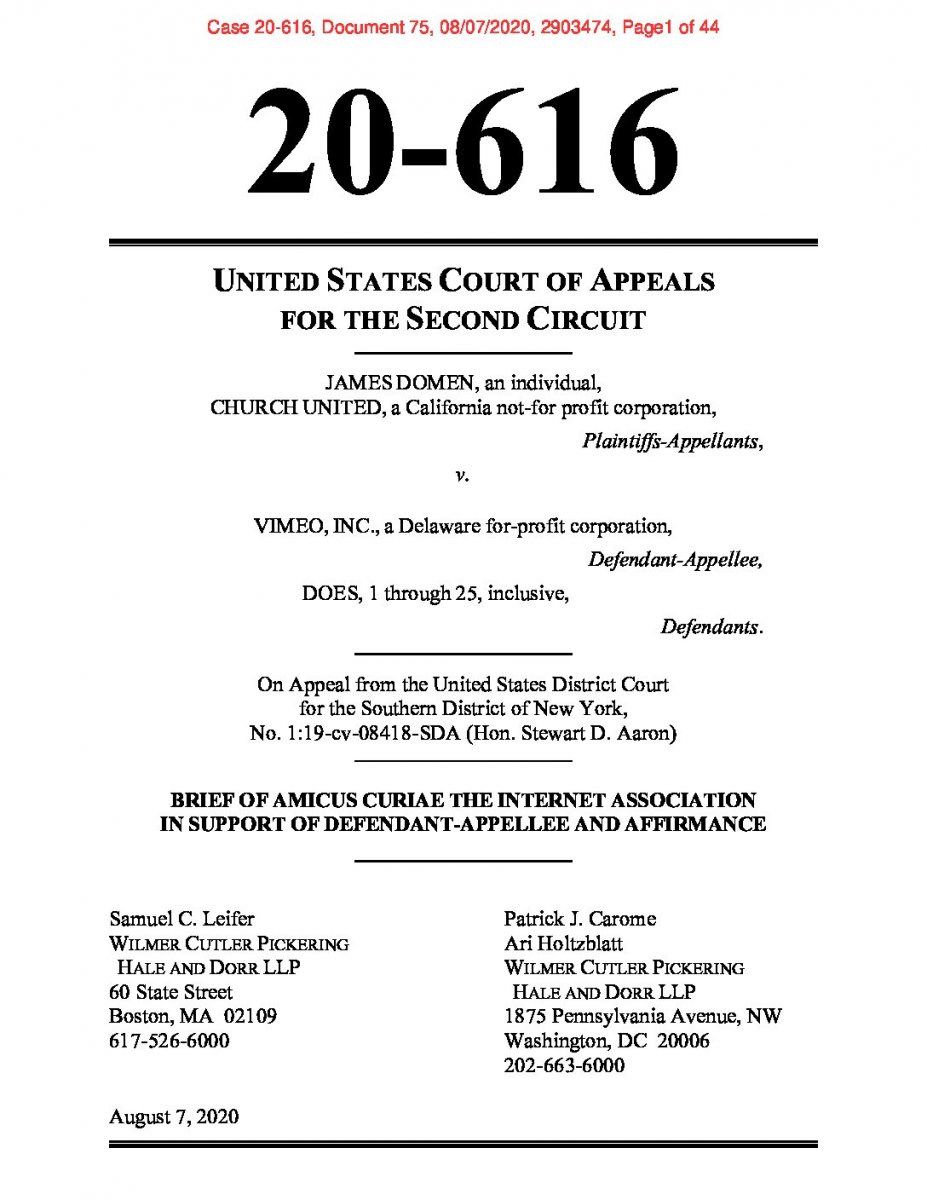 Case 20-616, Document 75, 08/07/2020, 2903474, Page1 of 44
20-616
UNITED STATES COURT OF APPEALS
FOR THE SECOND CIRCUIT
JAMES DOMEN, an individual,
CHURCH UNITED, a California not-for profit corporation,
Plaintiffs-Appellants,
v.
VIMEO, INC., a Delaware for-profit corporation,
Defendant-Appellee,
DOES, 1 through 25, inclusive,
Defendants.
On Appeal from the United States District Court
for the Southern District of New York,
No. 1:19-cv-08418-SDA (Hon. Stewart D. Aaron)
BRIEF OF AMICUS CURIAE THE INTERNET ASSOCIATION
IN SUPPORT OF DEFENDANT-APPELLEE AND AFFIRMANCE
Samuel C. Leifer
WILMER CUTLER PICKERING
HALE AND DORR LLP
60 State Street
Boston, MA 02109
617-526-6000
Patrick J. Carome
Ari Holtzblatt
WILMER CUTLER PICKERING
HALE AND DORR LLP
1875 Pennsylvania Avenue, NW
Washington, DC 20006
202-663-6000
August 7, 2020